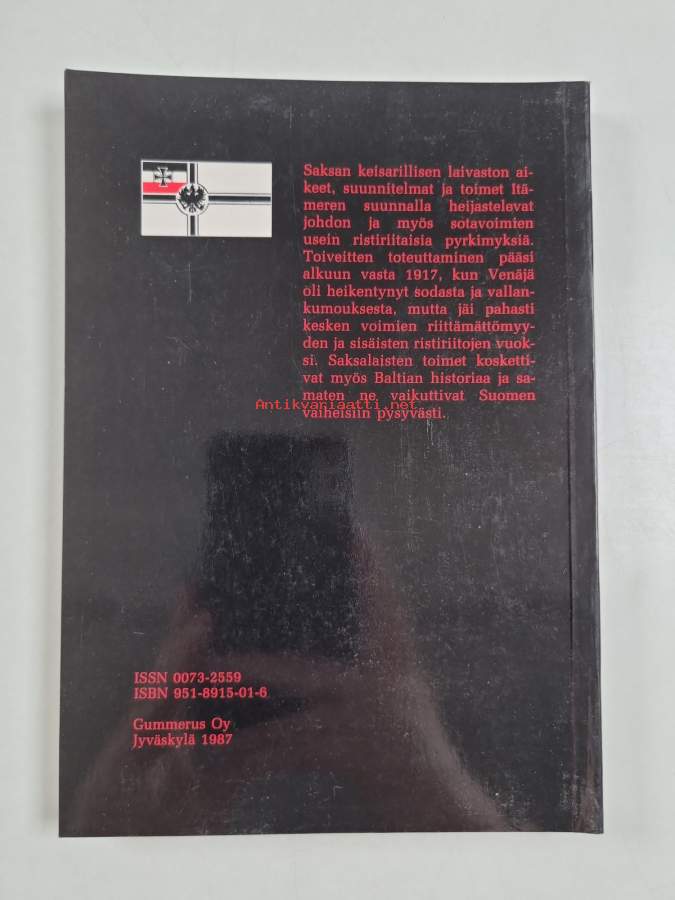 Saksan keisarillisen laivaston ai-
keet, suunnitelmat ja toimet Itä-
meren suunnalla heijastelevat
johdon ja myös sotavoimien
usein ristiriitaisia pyrkimyksiä.
Toiveitten toteuttaminen pääsi
alkuun vasta 1917, kun Venäjä
oli heikentynyt sodasta ja vallan-
kumouksesta, mutta jäi pahasti
kesken voimien riittämättömyy-
den ja sisäisten ristiriitojen vuok-
si. Saksalaisten toimet kosketti-
vat myös Baltian historiaa ja sa-
maten ne vaikuttivat Suomen
vaiheisiin pysyvästi.
Antikvariaatti.net
ISSN 0073-2559
ISBN 951-8915-01-6
Gummerus Oy
Jyväskylä 1987